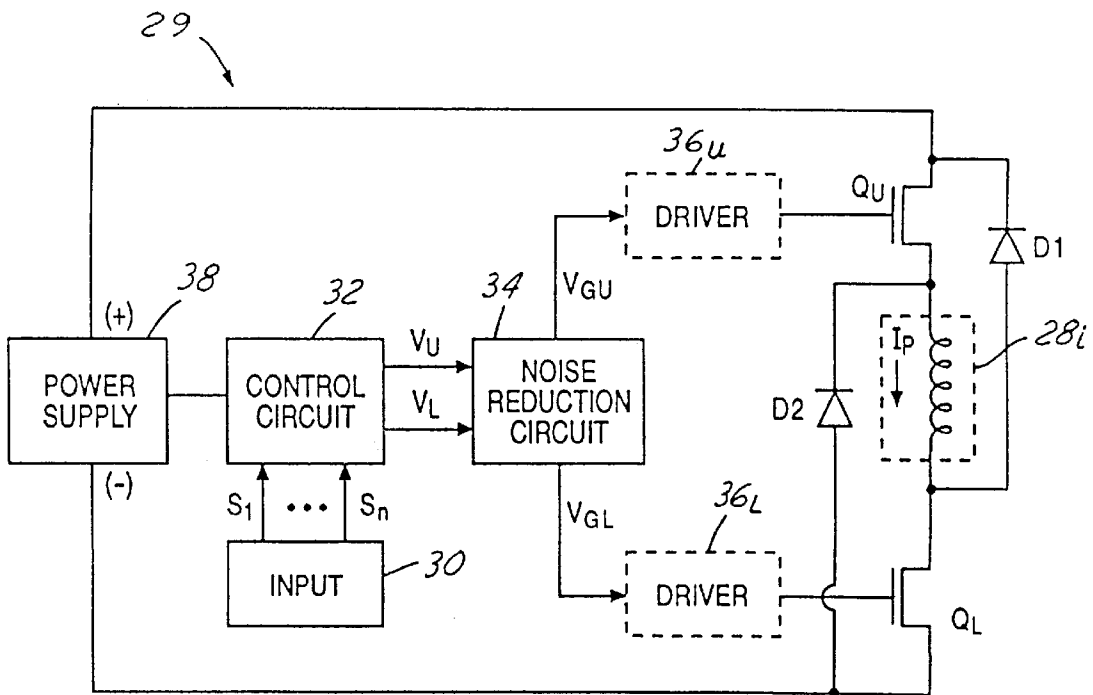 29
36U
DRIVER
QU
D1
VGU
38
32
34
(+)
POWER
SUPPLY
CONTROL
CIRCUIT
VU
VL
NOISE
REDUCTION
CIRCUIT
IP
28i
D2
(-)
S1 ••• Sn
INPUT
30
VGL
36L
DRIVER
QL